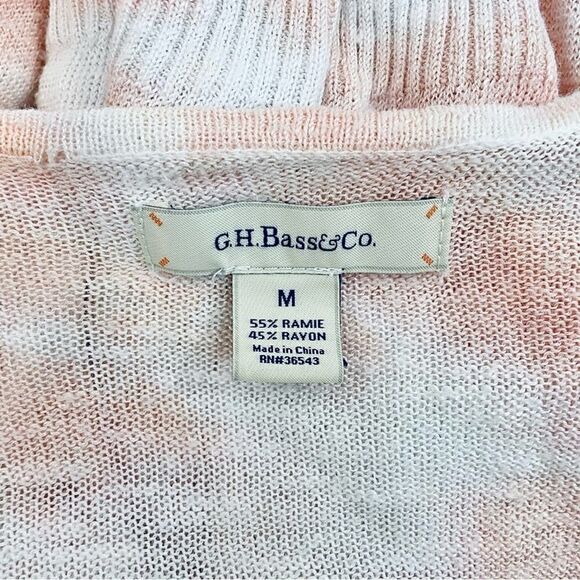 G.H.Bass&Co.
M
55% RAMIE
45% RAYON
Made in China
RN#36543